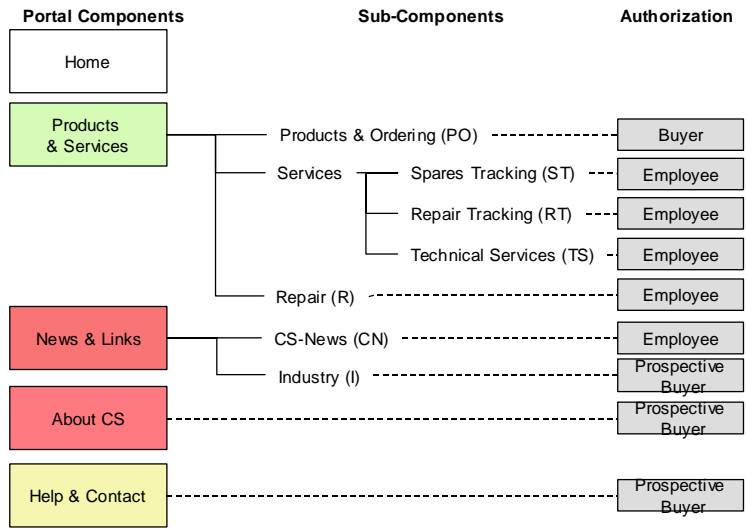 Portal Components
Sub-Components
Authorization
Home
Products
& Services
Products & Ordering (PO)
Buyer
Services
Spares Tracking (ST)
Employee
Repair Tracking (RT)
Employee
Technical Services (TS)
Employee
Repair (R)
Employee
News & Links
CS-News (CN)
Employee
Industry (I)
Prospective
Buyer
About CS
Prospective
Buyer
Help & Contact
Prospective
Buyer